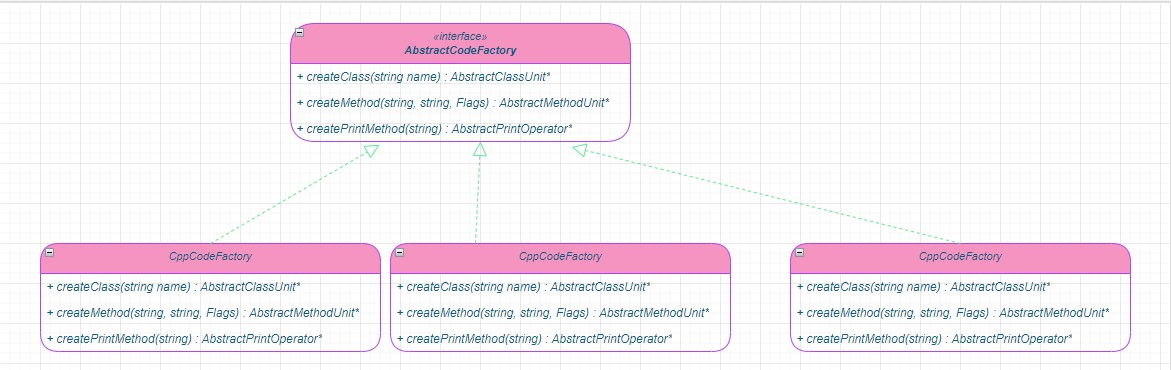 «interface»
AbstractCodeFactory
+ createClass(string name) : AbstractClassUnit*
+ createMethod(string, string, Flags) : AbstractMethodUnit*
+ createPrintMethod(string) : AbstractPrintOperator*
CppCodeFactory
+ createClass(string name) : AbstractClassUnit*
+ createMethod(string, string, Flags) : AbstractMethodUnit*
+ createPrintMethod(string) : AbstractPrintOperator*
CppCodeFactory
+ createClass(string name) : AbstractClassUnit*
+ createMethod(string, string, Flags) : AbstractMethodUnit*
+ createPrintMethod(string) : AbstractPrintOperator*
CppCodeFactory
+ createClass(string name) : AbstractClassUnit*
+ createMethod(string, string, Flags) : AbstractMethodUnit*
+ createPrintMethod(string) : AbstractPrintOperator*